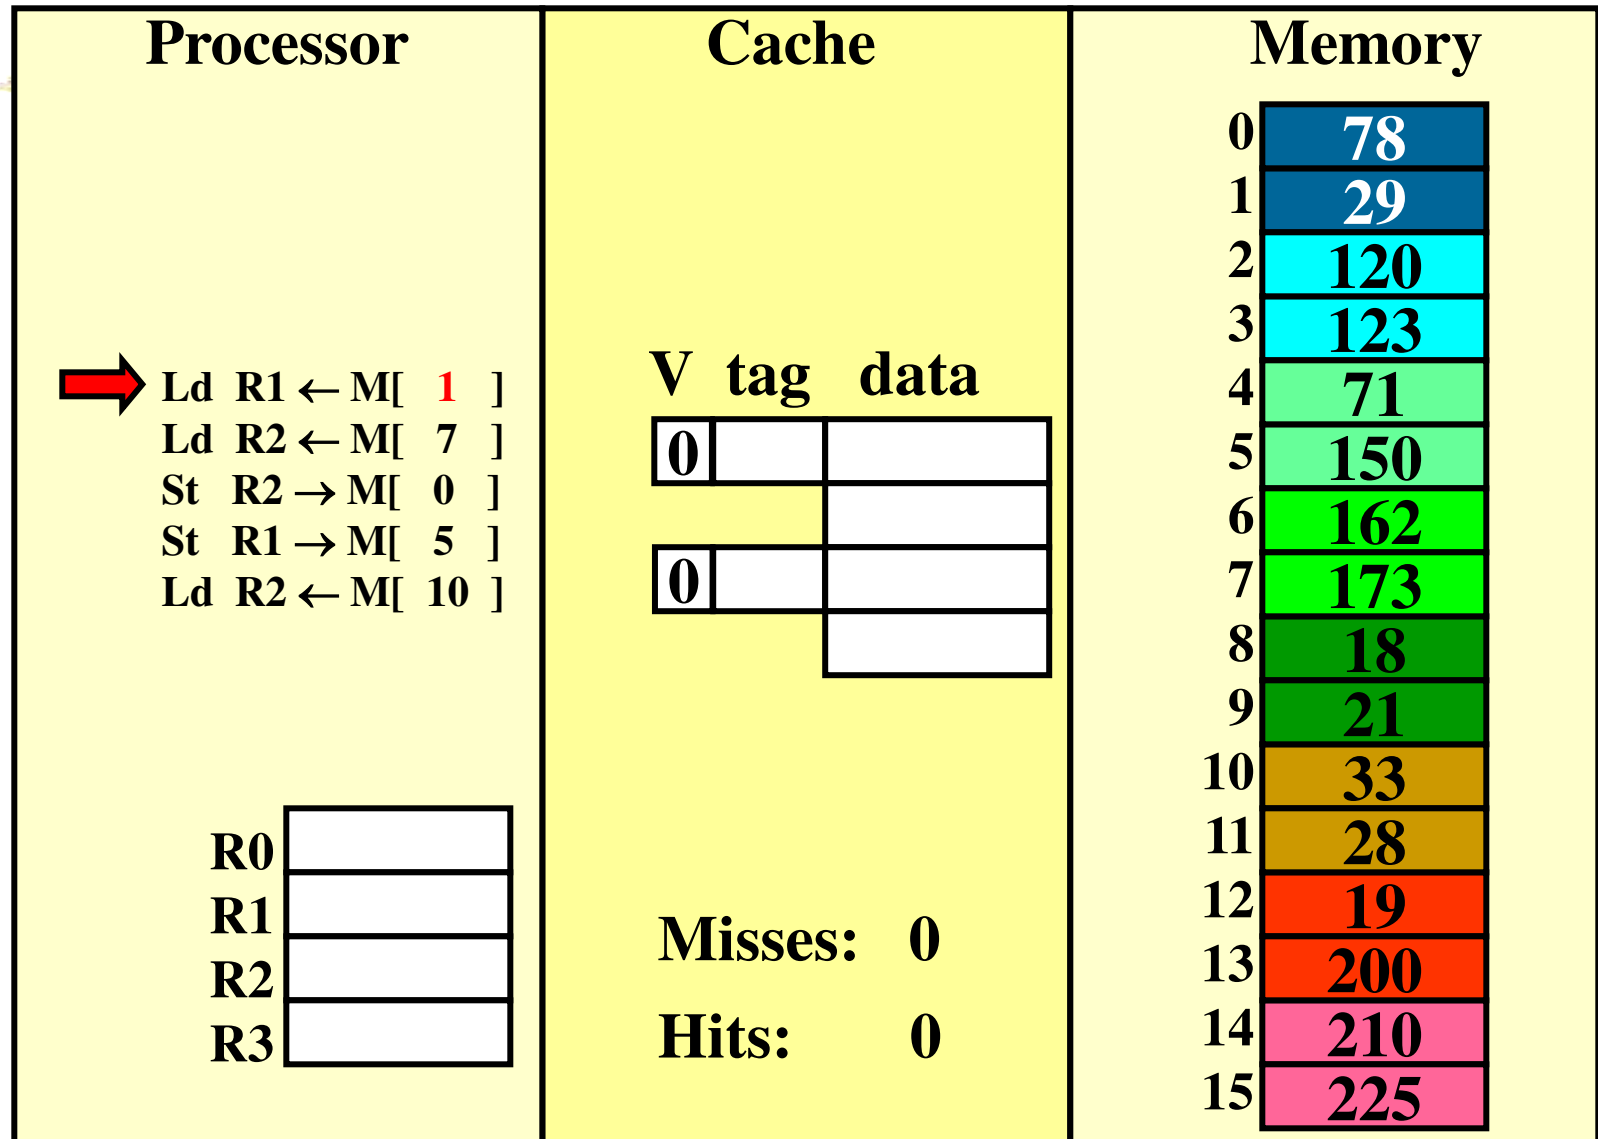 Processor
Ld R1 ← M[ 1 ]
Ld R2 ← M[ 7 ]
St R2 → M[ 0 ]
St R1 → M[ 5 ]
Ld R2 ← M[ 10 ]
R0
R1
R2
R3
Cache
V tag data
0
0
Misses: 0
Hits: 0
Memory
0 78
1 29
2 120
3 123
4 71
5 150
6 162
7 173
8 18
9 21
10 33
11 28
12 19
13 200
14 210
15 225